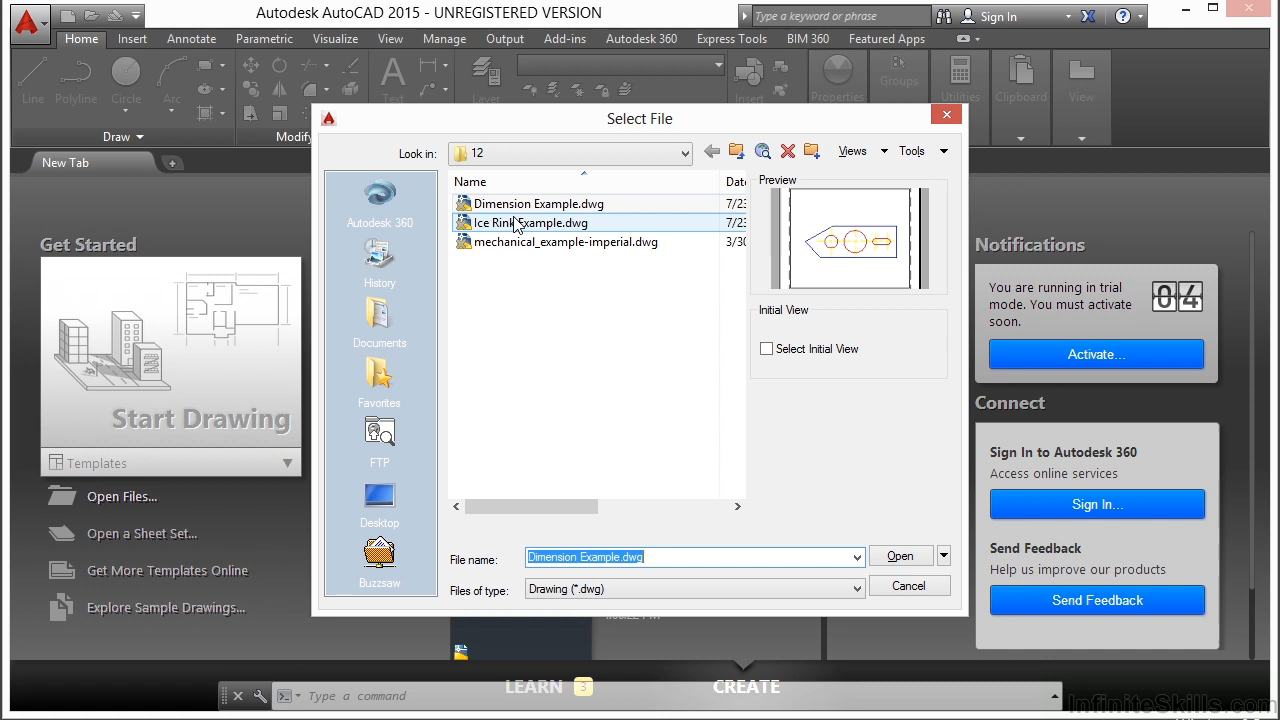 Autodesk AutoCAD 2015 - UNREGISTERED VERSION
Type a keyword or phrase
Sign In
Home Insert Annotate Parametric Visualize View Manage Output Add-ins Autodesk 360 Express Tools BIM 360 Featured Apps
Line Polyline Circle Arc Text Layer Insert Properties Groups Utilities Clipboard View
Draw
Modify
New Tab
Select File
Look in: 12
Views Tools
Name
Date
Dimension Example.dwg 7/23
Ice Rink Example.dwg 7/23
mechanical_example-imperial.dwg 3/30
Autodesk 360
History
Documents
Favorites
FTP
Desktop
Buzzsaw
Preview
Initial View
Select Initial View
File name: Dimension Example.dwg
Open
Files of type: Drawing (*.dwg)
Cancel
Get Started
Start Drawing
Templates
Open Files...
Open a Sheet Set...
Get More Templates Online
Explore Sample Drawings...
Notifications
You are running in trial
mode. You must activate
soon.
04
Activate...
Connect
Sign In to Autodesk 360
Access online services
Sign In...
Send Feedback
Help us improve our products
Send Feedback
LEARN 3 CREATE
Type a command
InfiniteSkills.com